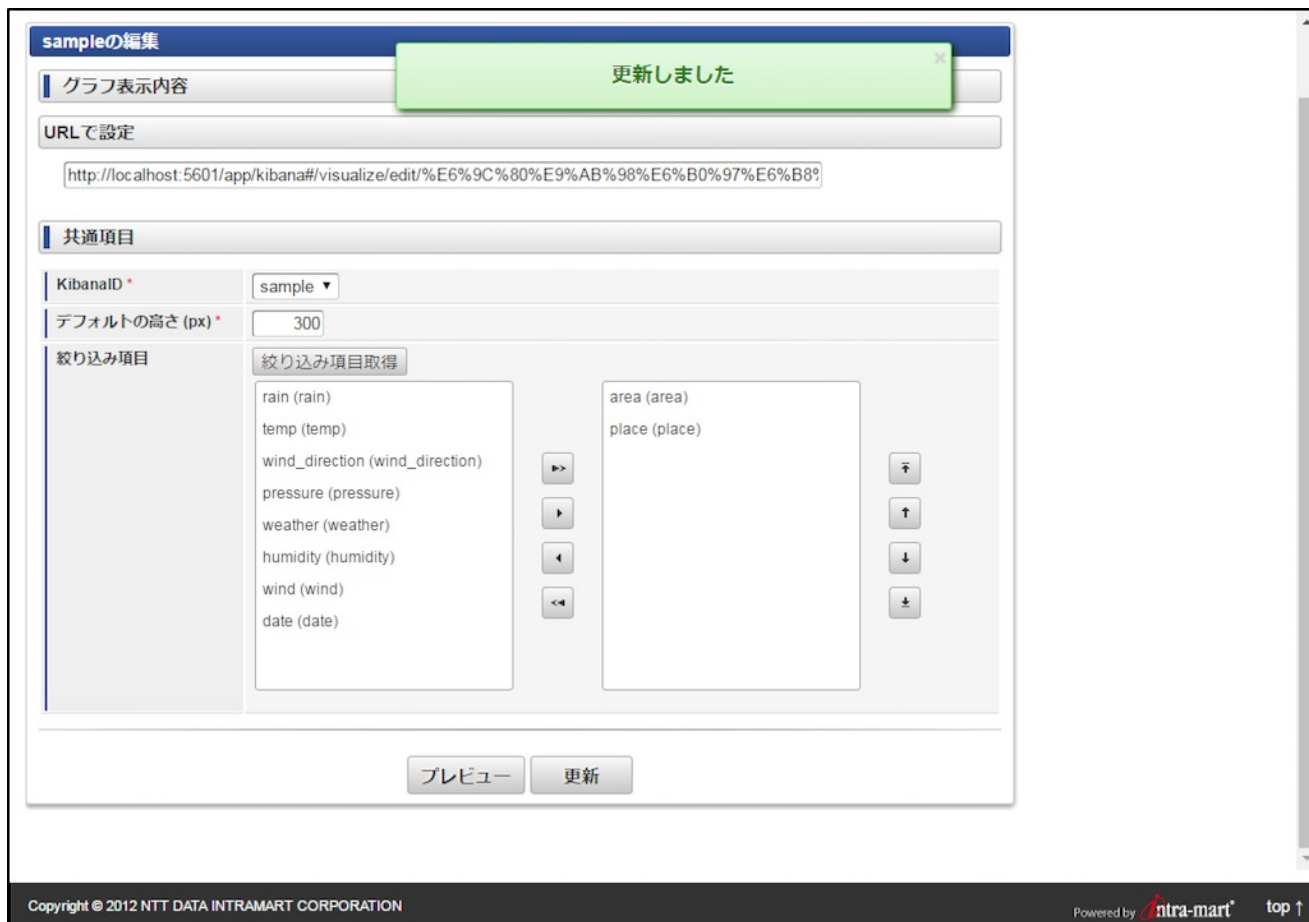 sampleの編集
更新しました
×
グラフ表示内容
URLで設定
http://localhost:5601/app/kibana#/visualize/edit/%E6%9C%80%E9%AB%98%E6%B0%97%E6%B8%
共通項目
KibanaID *
sample ▼
デフォルトの高さ (px) *
300
絞り込み項目
絞り込み項目取得
rain (rain)
temp (temp)
wind_direction (wind_direction)
pressure (pressure)
weather (weather)
humidity (humidity)
wind (wind)
date (date)
area (area)
place (place)
プレビュー
更新
Copyright © 2012 NTT DATA INTRAMART CORPORATION
Powered by intra-mart®
top ↑